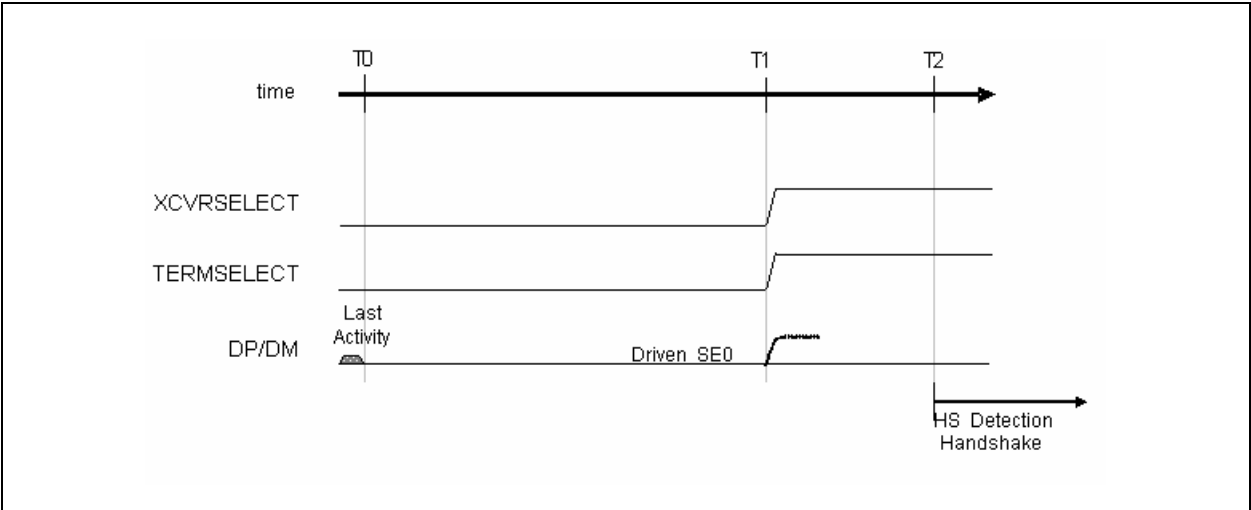 T0 T1 T2
time
XCVRSELECT
TERMSELECT
Last
Activity
DP/DM
Driven SE0
HS Detection
Handshake